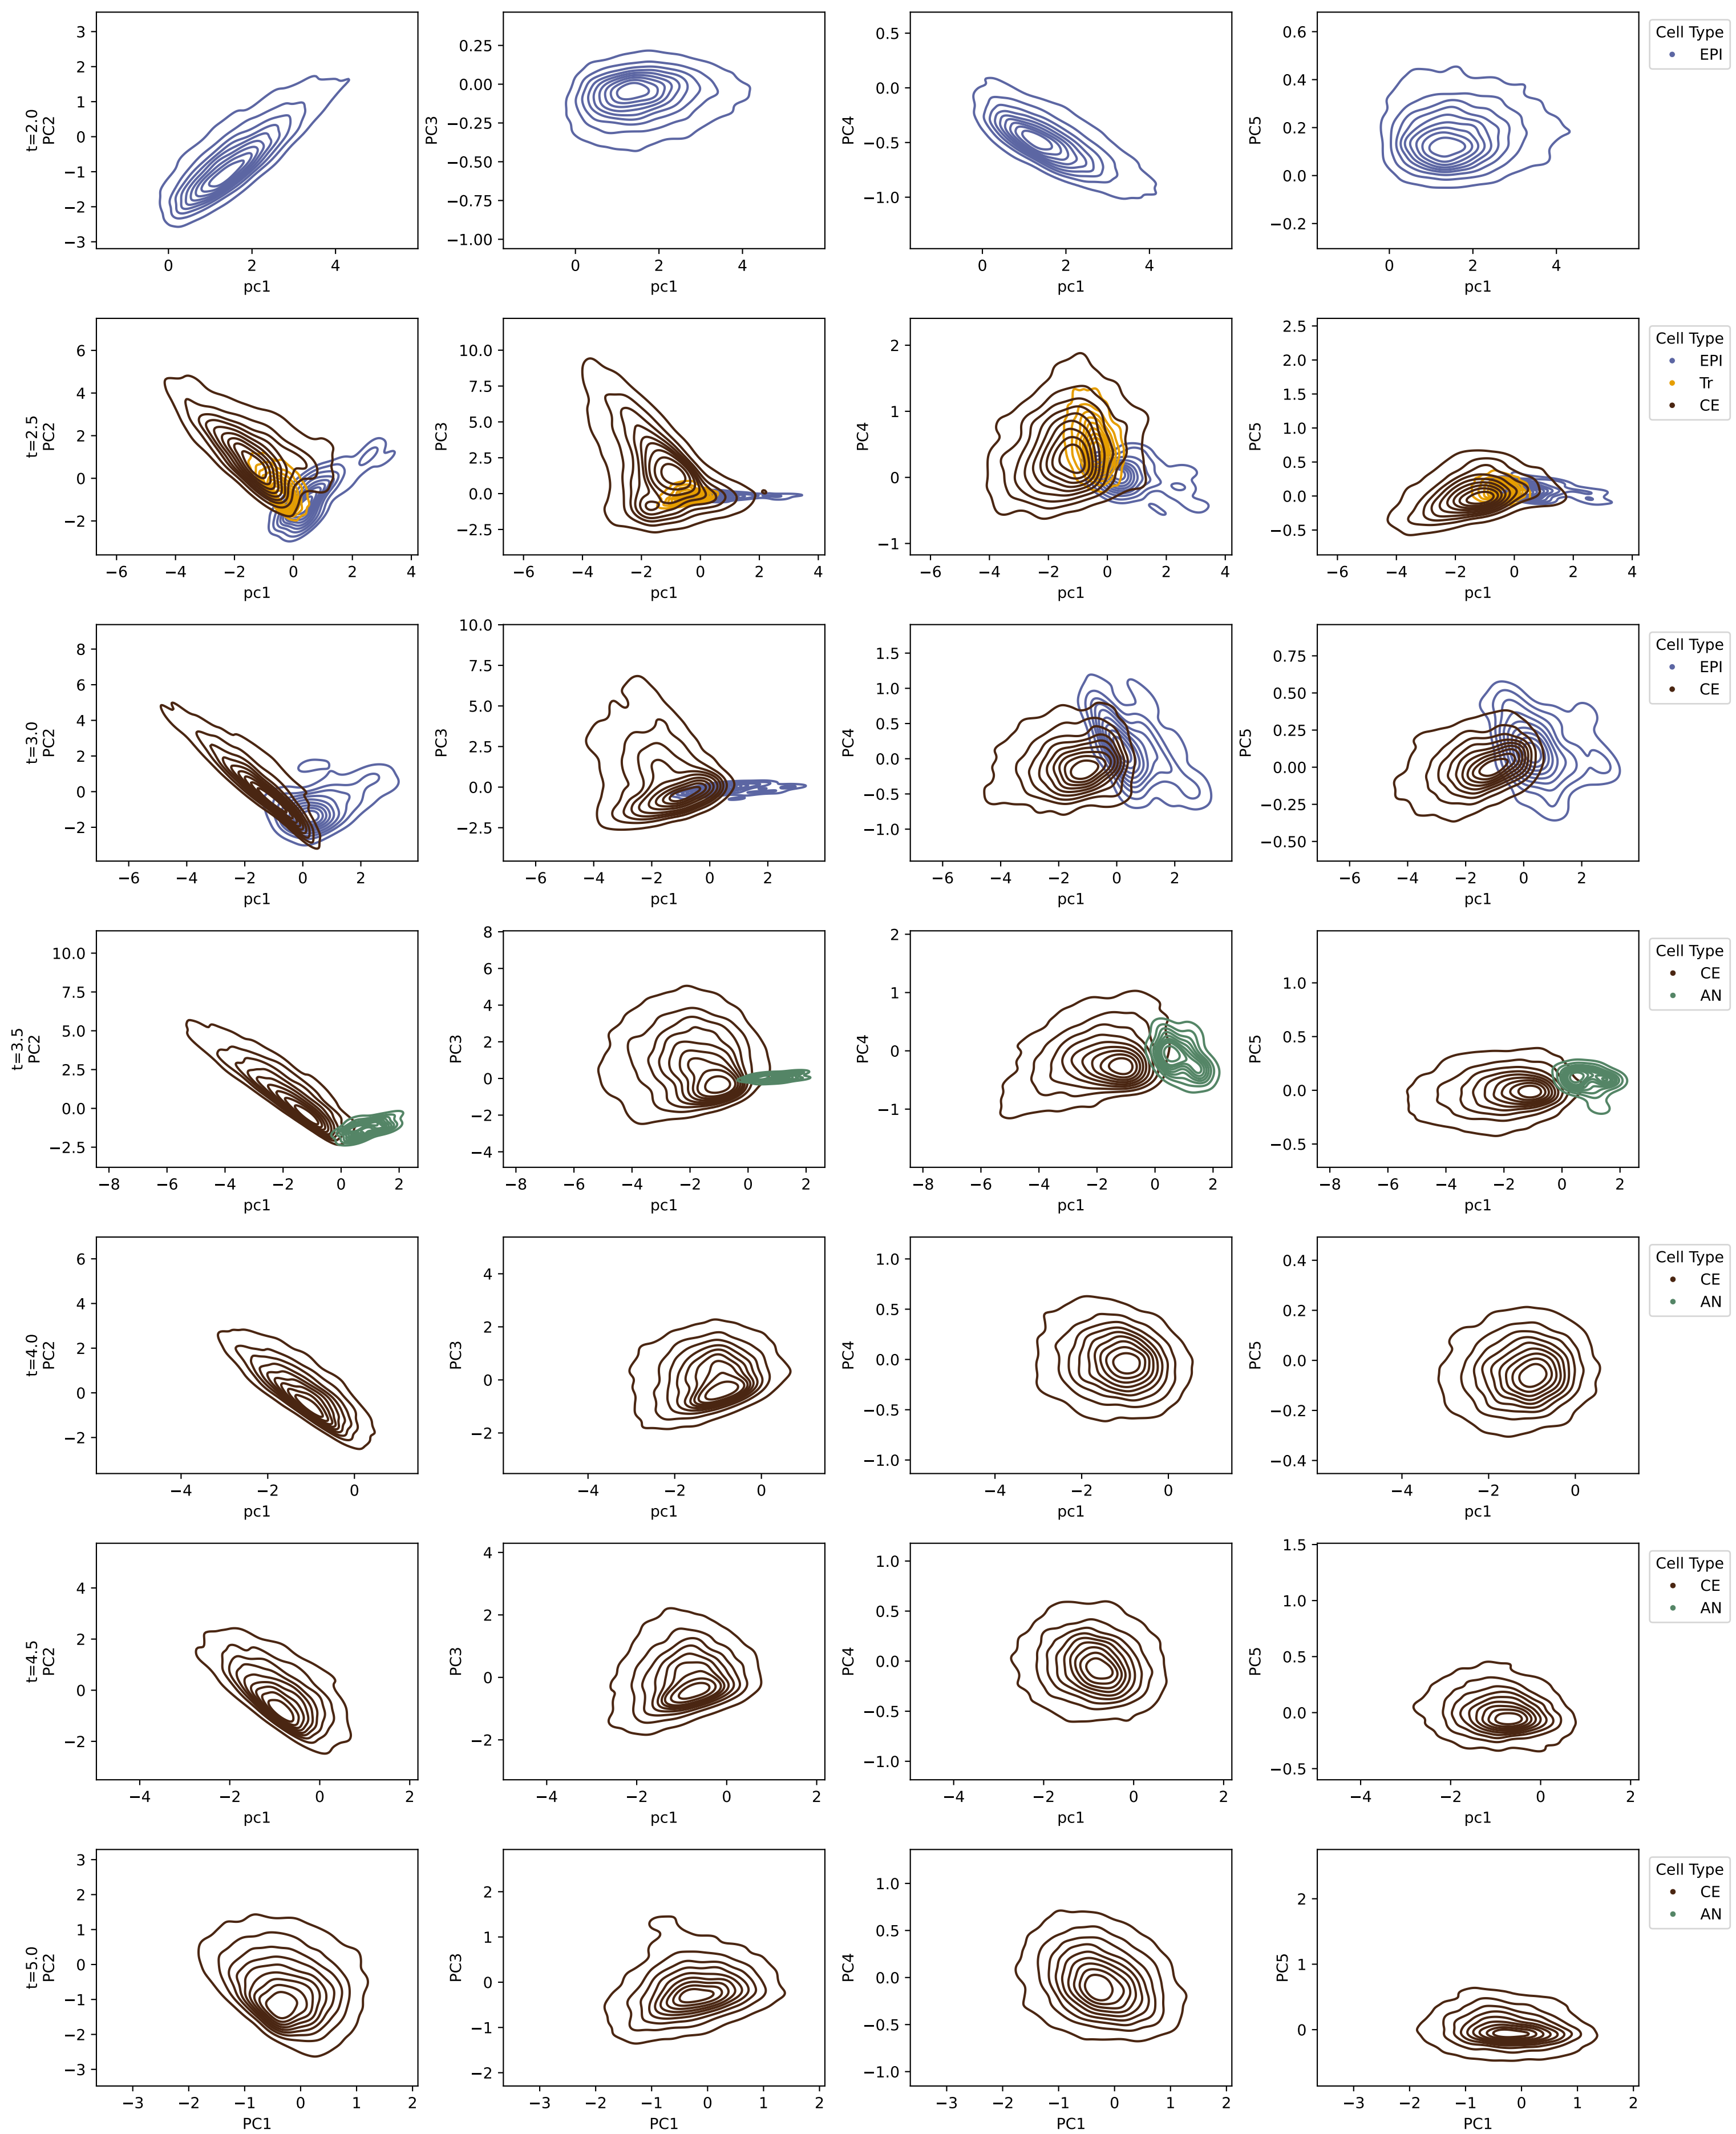 t=2.0
PC2
3
2
1
0
−1
−2
−3
0 2 4
pc1
PC3
0.25
0.00
−0.25
−0.50
−0.75
−1.00
0 2 4
pc1
PC4
0.5
0.0
−0.5
−1.0
0 2 4
pc1
PC5
0.6
0.4
0.2
0.0
−0.2
0 2 4
pc1
Cell Type
EPI
t=2.5
PC2
6
4
2
0
−2
−6 −4 −2 0 2 4
pc1
PC3
10.0
7.5
5.0
2.5
0.0
−2.5
−6 −4 −2 0 2 4
pc1
PC4
2
1
0
−1
−6 −4 −2 0 2 4
pc1
PC5
2.5
2.0
1.5
1.0
0.5
0.0
−0.5
−6 −4 −2 0 2 4
pc1
Cell Type
EPI
Tr
CE
t=3.0
PC2
8
6
4
2
0
−2
−6 −4 −2 0 2
pc1
PC3
10.0
7.5
5.0
2.5
0.0
−2.5
−6 −4 −2 0 2
pc1
PC4
1.5
1.0
0.5
0.0
−0.5
−1.0
−6 −4 −2 0 2
pc1
PC5
0.75
0.50
0.25
0.00
−0.25
−0.50
−6 −4 −2 0 2
pc1
Cell Type
EPI
CE
t=3.5
PC2
10.0
7.5
5.0
2.5
0.0
−2.5
−8 −6 −4 −2 0 2
pc1
PC3
8
6
4
2
0
−2
−4
−8 −6 −4 −2 0 2
pc1
PC4
2
1
0
−1
−8 −6 −4 −2 0 2
pc1
PC5
1.0
0.5
0.0
−0.5
−8 −6 −4 −2 0 2
pc1
Cell Type
CE
AN
t=4.0
PC2
6
4
2
0
−2
−4 −2 0
pc1
PC3
4
2
0
−2
−4 −2 0
pc1
PC4
1.0
0.5
0.0
−0.5
−1.0
−4 −2 0
pc1
PC5
0.4
0.2
0.0
−0.2
−0.4
−4 −2 0
pc1
Cell Type
CE
AN
t=4.5
PC2
4
2
0
−2
−4 −2 0 2
pc1
PC3
4
2
0
−2
−4 −2 0 2
pc1
PC4
1.0
0.5
0.0
−0.5
−1.0
−4 −2 0 2
pc1
PC5
1.5
1.0
0.5
0.0
−0.5
−4 −2 0 2
pc1
Cell Type
CE
AN
t=5.0
PC2
3
2
1
0
−1
−2
−3
−3 −2 −1 0 1 2
PC1
PC3
2
1
0
−1
−2
−3 −2 −1 0 1 2
PC1
PC4
1.0
0.5
0.0
−0.5
−1.0
−3 −2 −1 0 1 2
PC1
PC5
2
1
0
−3 −2 −1 0 1 2
PC1
Cell Type
CE
AN